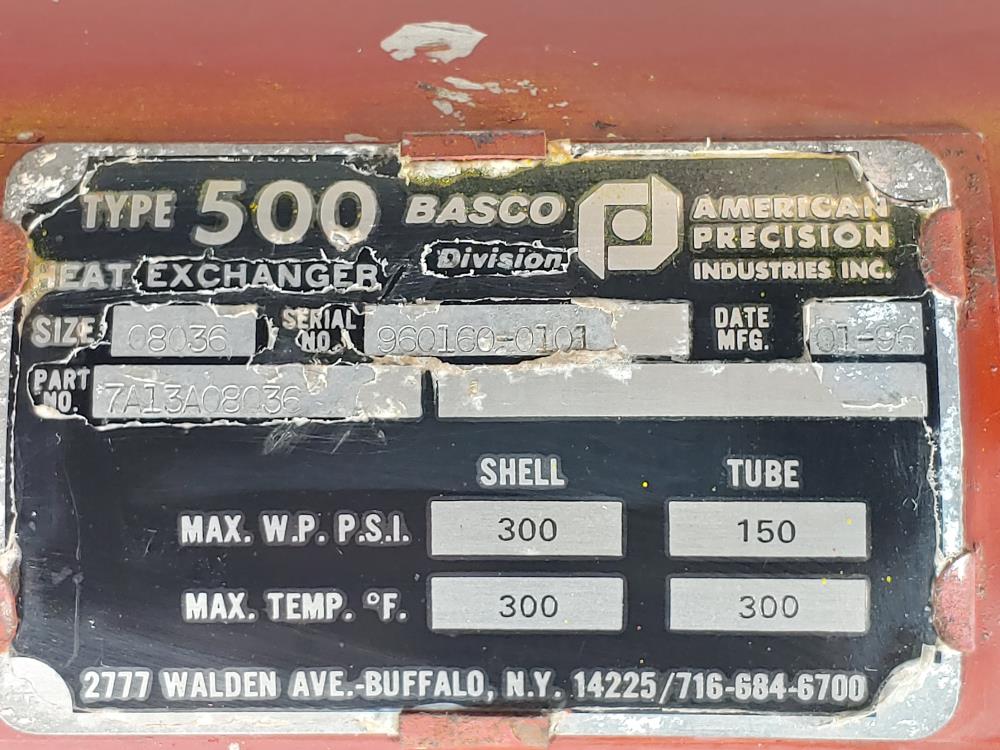 TYPE 500 BASCO AMERICAN
PRECISION
HEAT EXCHANGER Division INDUSTRIES INC.
SIZE 08036 SERIAL NO. 960160-0101 DATE MFG. 01-96
PART NO. 7A13A08036
SHELL TUBE
MAX. W.P. P.S.I. 300 150
MAX. TEMP. °F. 300 300
2777 WALDEN AVE.-BUFFALO, N.Y. 14225/716-684-6700